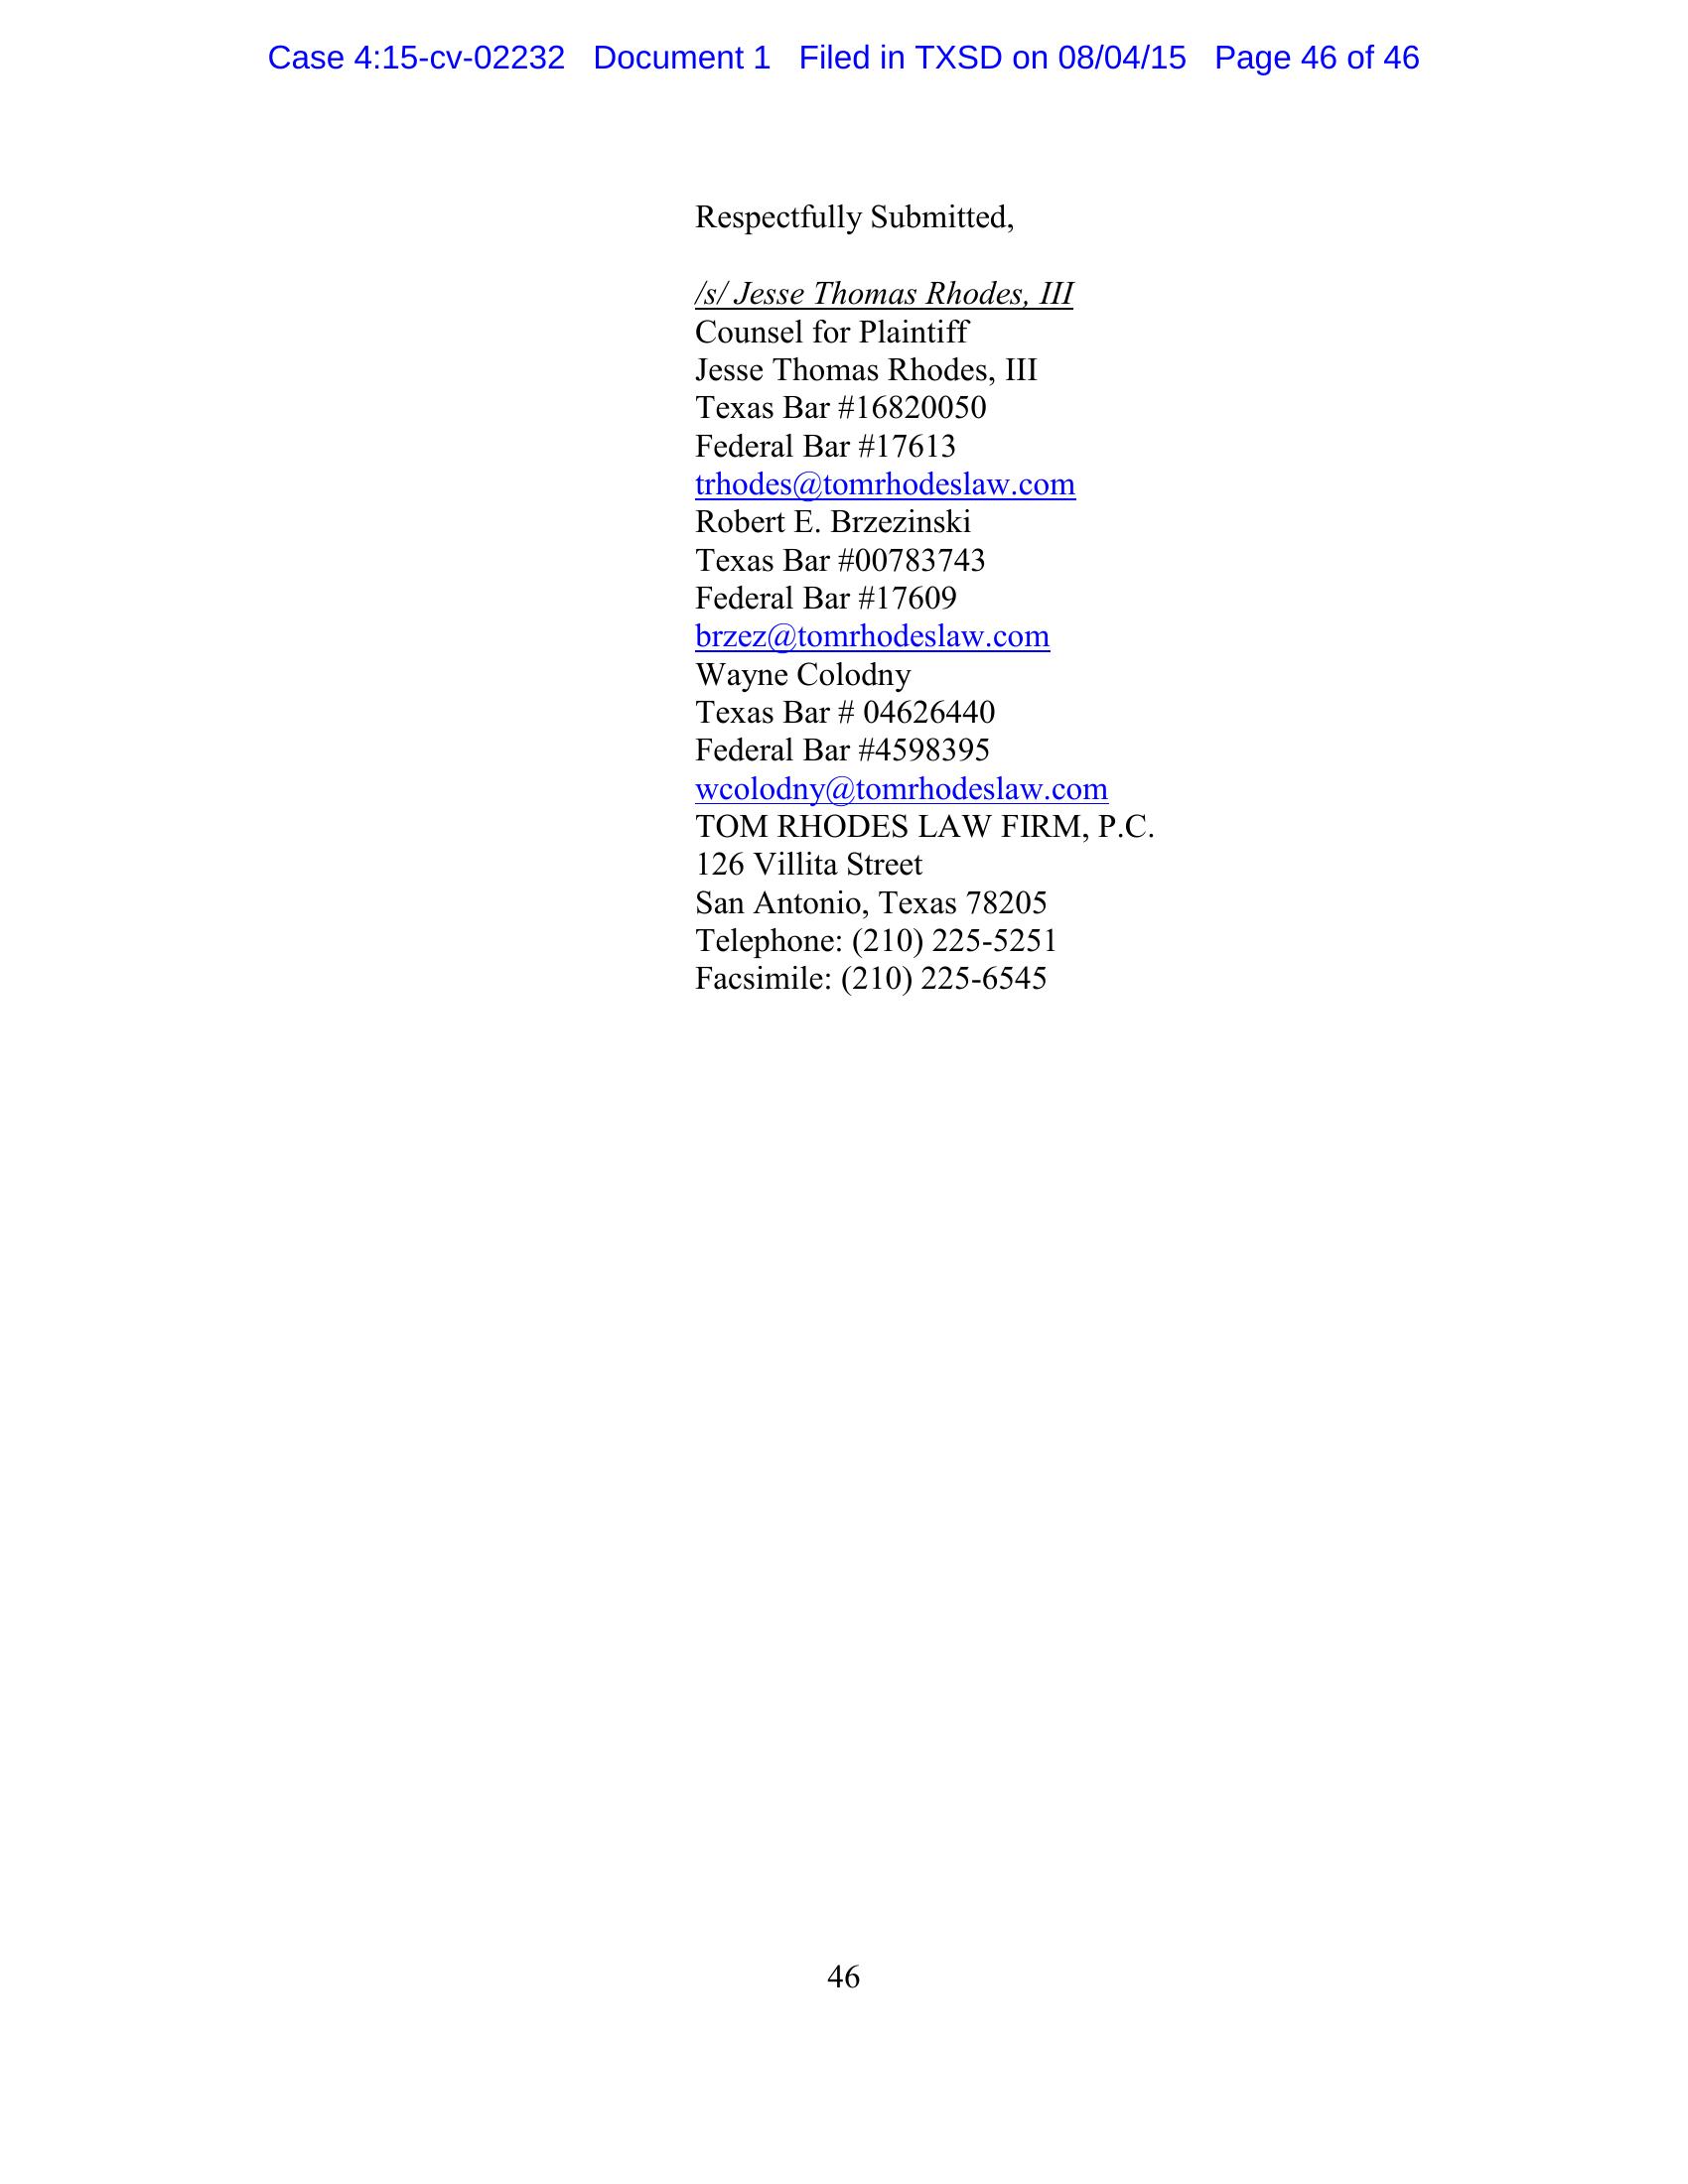 Case 4:15-cv-02232 Document 1 Filed in TXSD on 08/04/15 Page 46 of 46
Respectfully Submitted,
/s/ Jesse Thomas Rhodes, III
Counsel for Plaintiff
Jesse Thomas Rhodes, III
Texas Bar #16820050
Federal Bar #17613
trhodes@tomrhodeslaw.com
Robert E. Brzezinski
Texas Bar #00783743
Federal Bar #17609
brzez@tomrhodeslaw.com
Wayne Colodny
Texas Bar # 04626440
Federal Bar #4598395
wcolodny@tomrhodeslaw.com
TOM RHODES LAW FIRM, P.C.
126 Villita Street
San Antonio, Texas 78205
Telephone: (210) 225-5251
Facsimile: (210) 225-6545
46